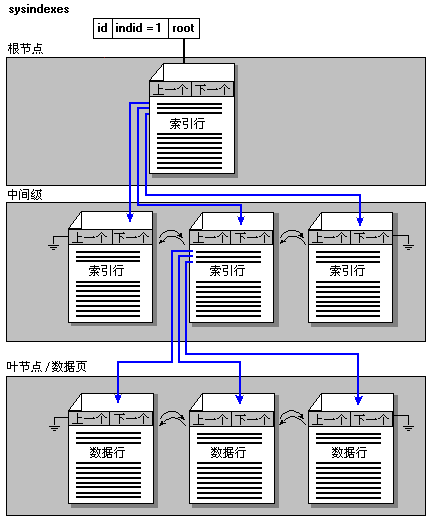 sysindexes
id indid = 1 root
根节点
上一个 下一个
索引行
中间级
上一个 下一个 上一个 下一个 上一个 下一个
索引行 索引行 索引行
叶节点 / 数据页
上一个 下一个 上一个 下一个 上一个 下一个
数据行 数据行 数据行